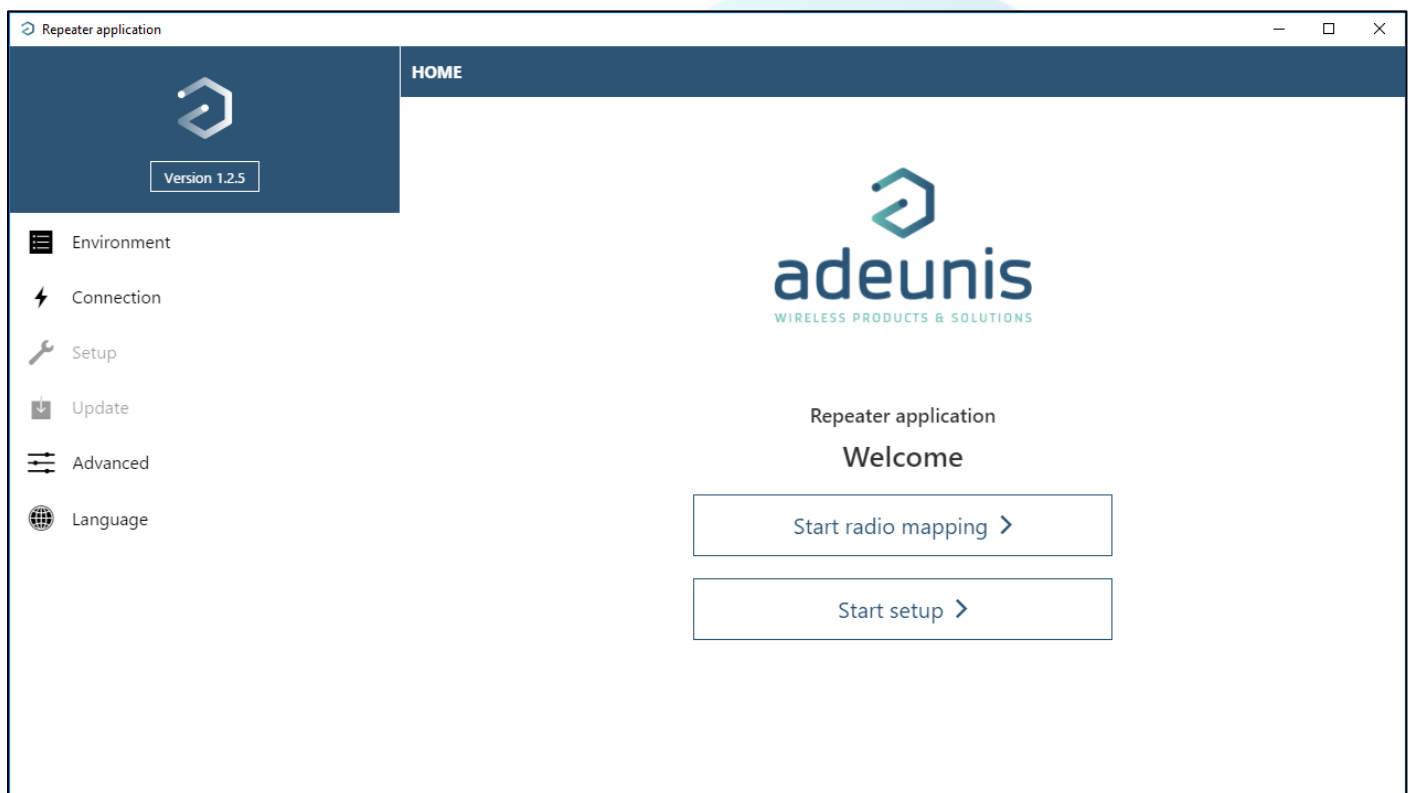 Repeater application
HOME
Version 1.2.5
Environment
Connection
Setup
Update
Advanced
Language
adeunis
WIRELESS PRODUCTS & SOLUTIONS
Repeater application
Welcome
Start radio mapping
Start setup